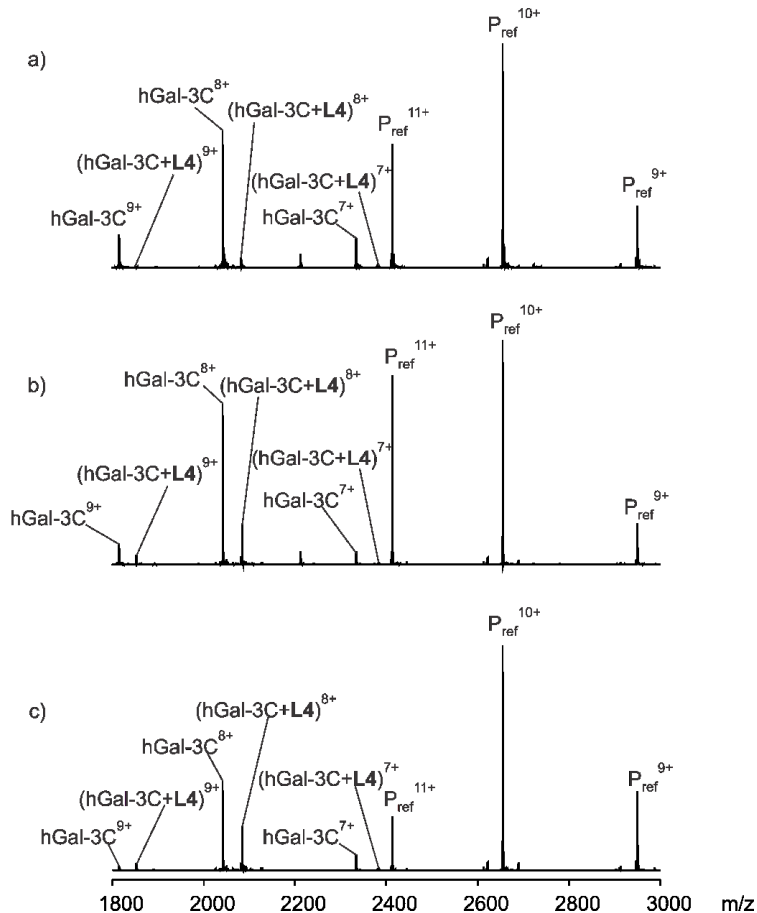 a)
P_ref^10+
hGal-3C^8+
(hGal-3C+L4)^8+
P_ref^11+
(hGal-3C+L4)^9+
(hGal-3C+L4)^7+
P_ref^9+
hGal-3C^9+
hGal-3C^7+
b)
P_ref^10+
P_ref^11+
hGal-3C^8+
(hGal-3C+L4)^8+
(hGal-3C+L4)^9+
(hGal-3C+L4)^7+
hGal-3C^7+
hGal-3C^9+
P_ref^9+
c)
P_ref^10+
(hGal-3C+L4)^8+
hGal-3C^8+
(hGal-3C+L4)^9+
(hGal-3C+L4)^7+
P_ref^11+
P_ref^9+
hGal-3C^9+
hGal-3C^7+
1800 2000 2200 2400 2600 2800 3000 m/z